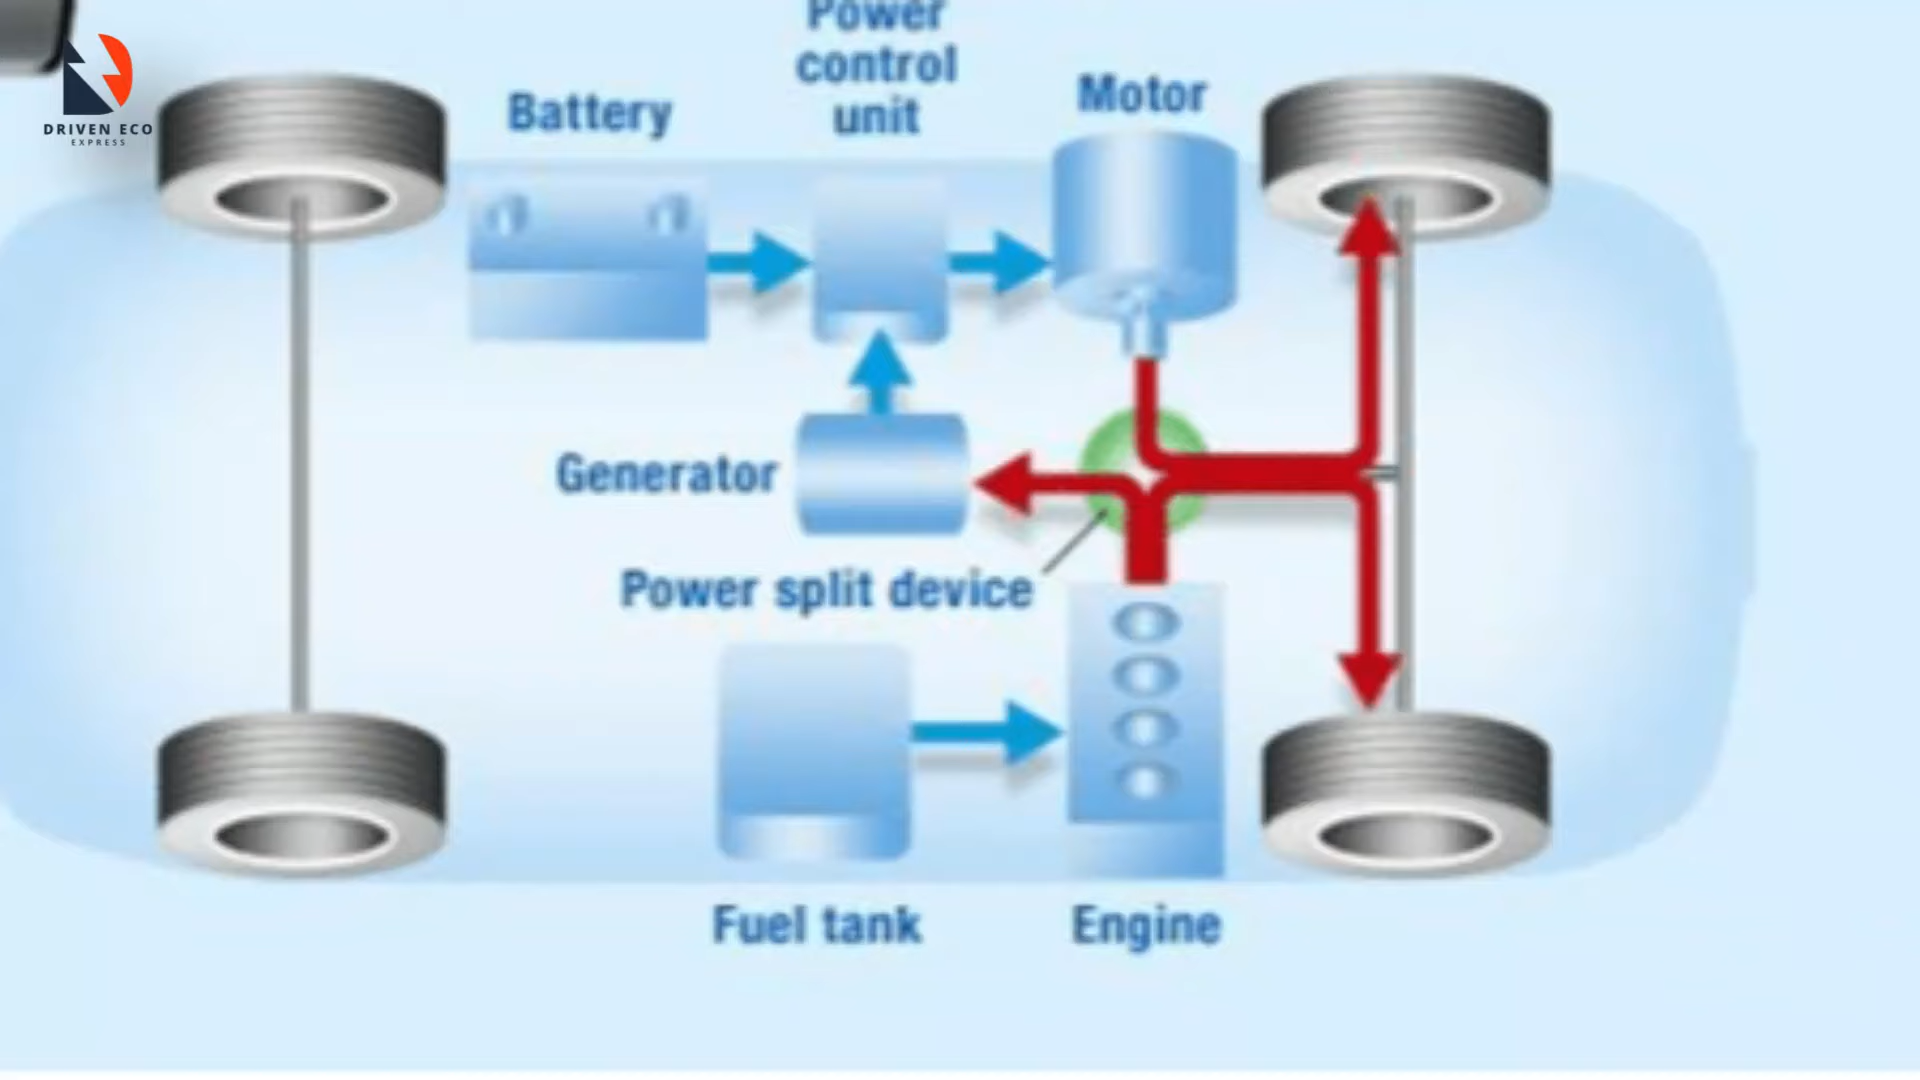 Power
control
unit
Motor
Battery
DRIVEN ECO
EXPRESS
Generator
Power split device
Fuel tank
Engine